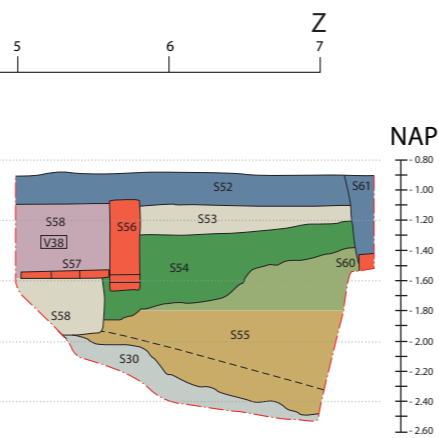 Z
5 6 7
NAP
- 0.80
- 1.00
- 1.20
- 1.40
- 1.60
- 1.80
- 2.00
- 2.20
- 2.40
- 2.60
S52
S61
S58
S56
S53
V38
S57
S54
S60
S58
S55
S30